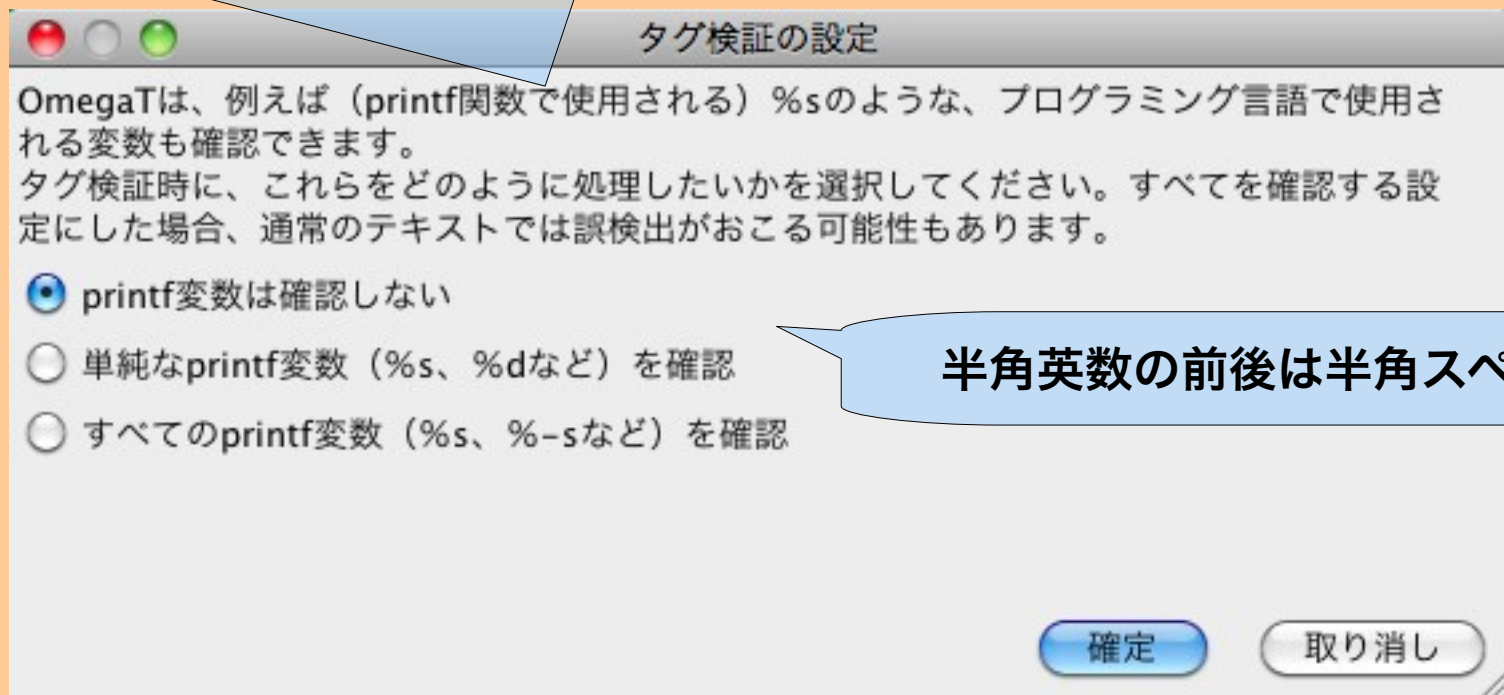 タグ検証の設定
OmegaTは、例えば（printf関数で使用される）%sのような、プログラミング言語で使用さ
れる変数も確認できます。
タグ検証時に、これらをどのように処理したいかを選択してください。すべてを確認する設
定にした場合、通常のテキストでは誤検出がおこる可能性もあります。
printf変数は確認しない
単純なprintf変数（%s、%dなど）を確認
半角英数の前後は半角スペ
すべてのprintf変数（%s、%-sなど）を確認
確定
取り消し